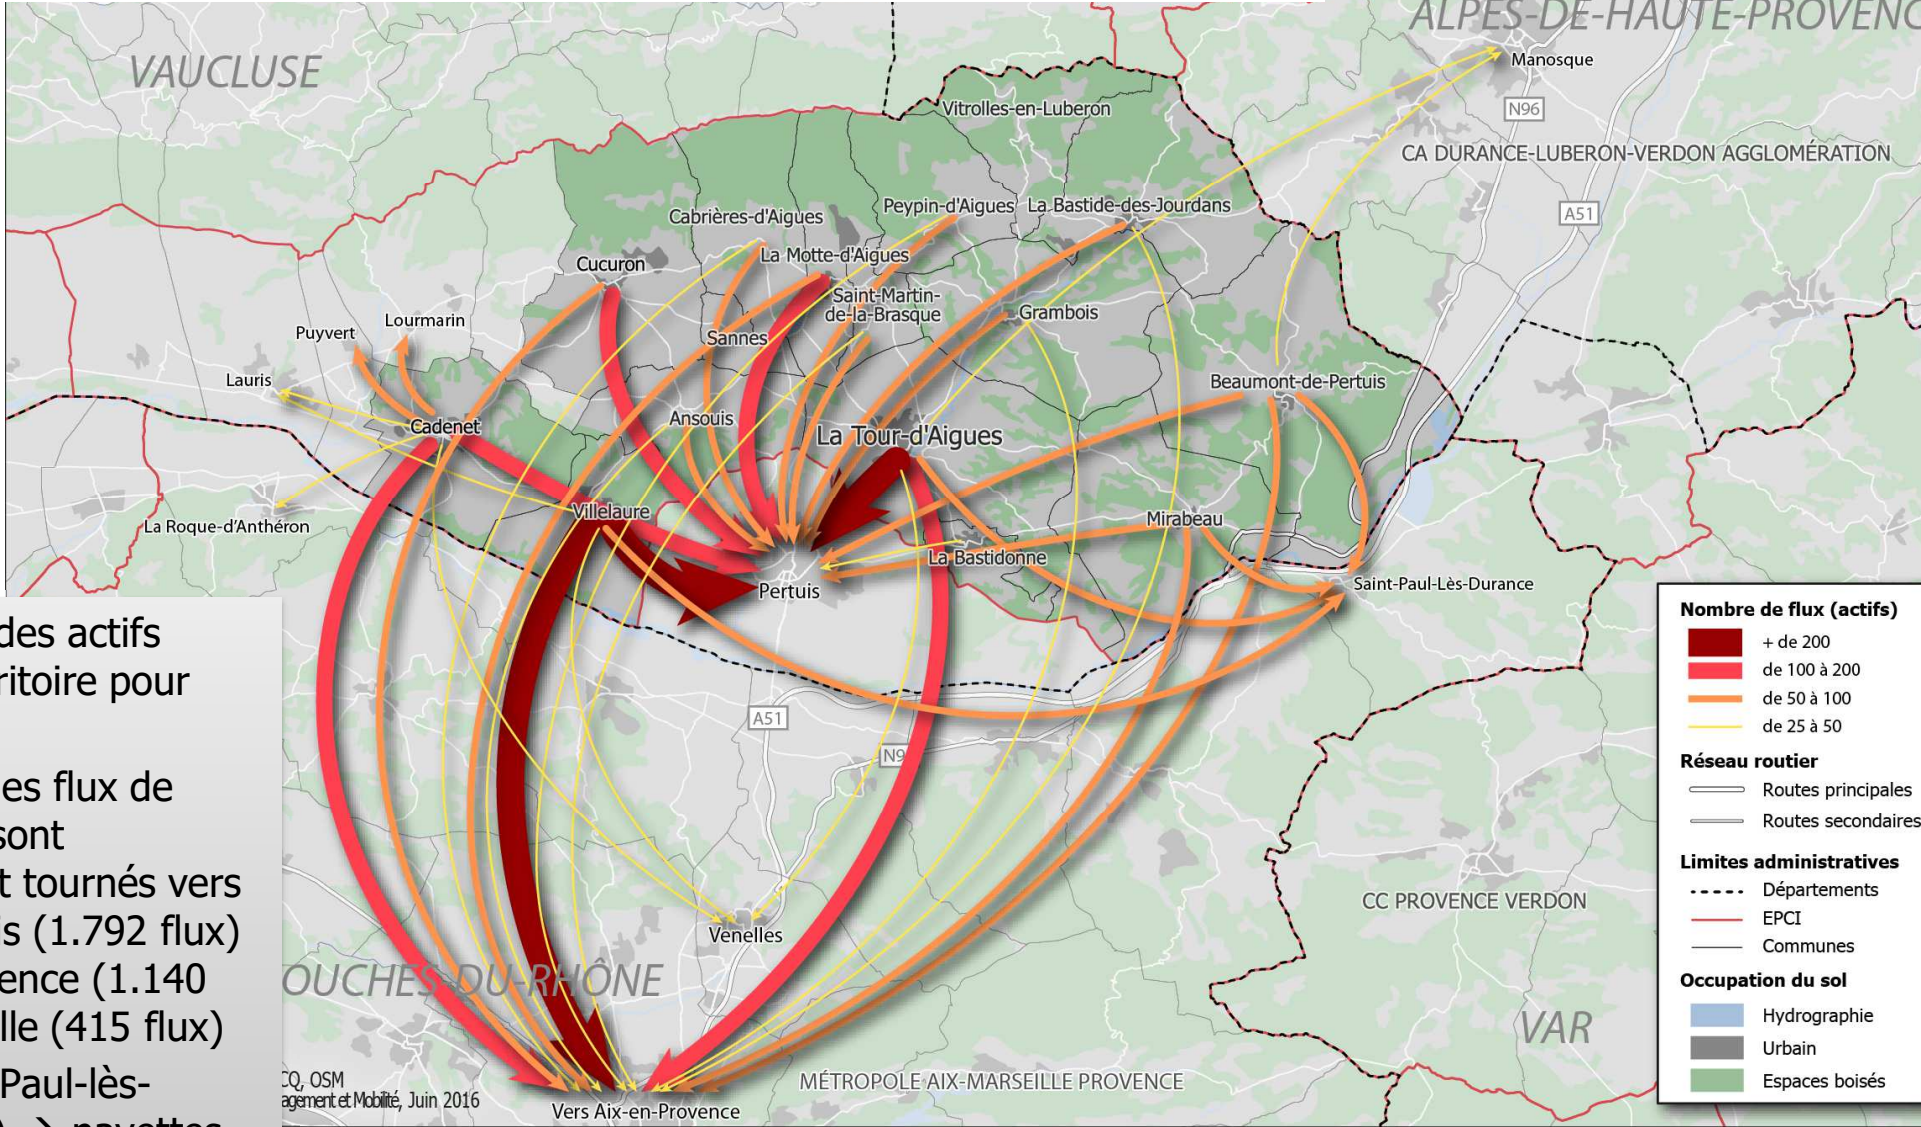 ALPES-DE-HAUTE-PROVENC
VAUCLUSE
Manosque
Vitrolles-en-Luberon
N96
CA DURANCE-LUBERON-VERDON AGGLOMÉRATION
Cabrières-d'Aigues
Peypin-d'Aigues
La Bastide-des-Jourdans
A51
La Motte-d'Aigues
Cucuron
Saint-Martin-
de-la-Brasque
Grambois
Lourmarin
Puyvert
Sannes
Lauris
Beaumont-de-Pertuis
Ansouis
Cadenet
La Tour-d'Aigues
Villelaure
La Roque-d'Anthéron
Mirabeau
La Bastidonne
Pertuis
Saint-Paul-Lès-Durance
des actifs
ritoire pour
es flux de
sont
t tournés vers
is (1.792 flux)
ence (1.140
lle (415 flux)
Paul-lès-
) → navettes
A51
N9
Venelles
OUCHES-DU-RHÔNE
CC PROVENCE VERDON
VAR
MÉTROPOLE AIX-MARSEILLE PROVENCE
CQ, OSM
agement et Mobilité, Juin 2016
Vers Aix-en-Provence
Nombre de flux (actifs)
+ de 200
de 100 à 200
de 50 à 100
de 25 à 50
Réseau routier
Routes principales
Routes secondaires
Limites administratives
Départements
EPCI
Communes
Occupation du sol
Hydrographie
Urbain
Espaces boisés